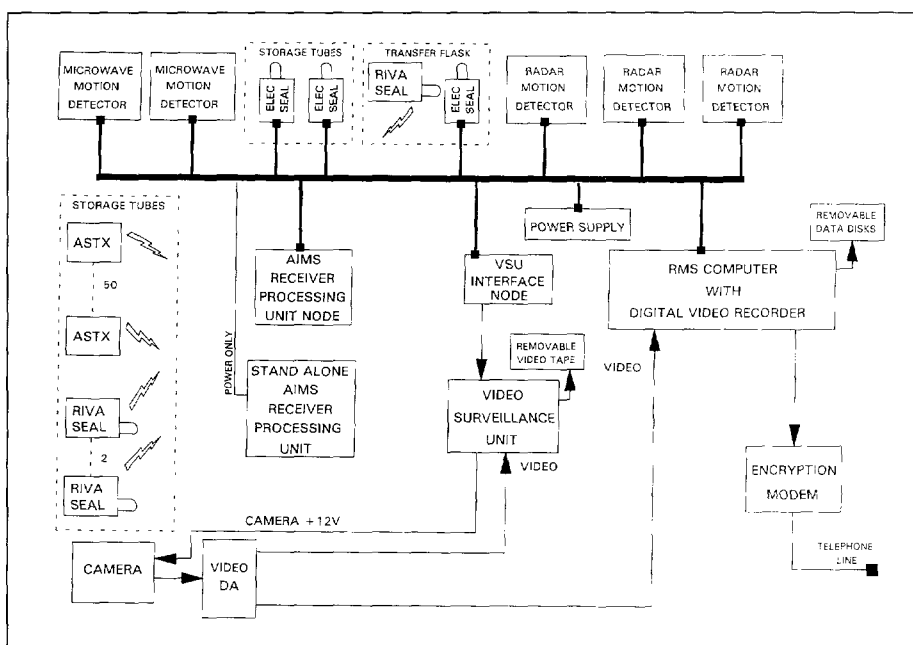 STORAGE TUBES
TRANSFER FLASK
MICROWAVE
MOTION
DETECTOR
MICROWAVE
MOTION
DETECTOR
ELEC
SEAL
ELEC
SEAL
RIVA
SEAL
ELEC
SEAL
RADAR
MOTION
DETECTOR
RADAR
MOTION
DETECTOR
RADAR
MOTION
DETECTOR
STORAGE TUBES
ASTX
50
ASTX
RIVA
SEAL
2
RIVA
SEAL
POWER ONLY
AIMS
RECEIVER
PROCESSING
UNIT NODE
STAND ALONE
AIMS
RECEIVER
PROCESSING
UNIT
VSU
INTERFACE
NODE
POWER SUPPLY
REMOVABLE
DATA DISKS
RMS COMPUTER
WITH
DIGITAL VIDEO RECORDER
REMOVABLE
VIDEO TAPE
VIDEO
VIDEO
SURVEILLANCE
UNIT
VIDEO
ENCRYPTION
MODEM
CAMERA +12V
CAMERA
VIDEO
DA
TELEPHONE
LINE